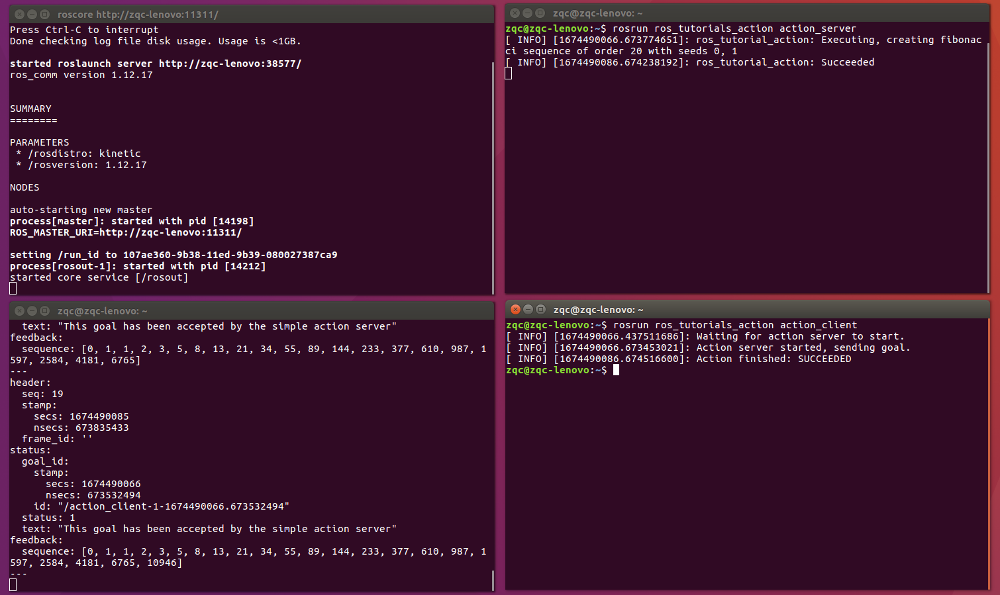 roscore http://zqc-lenovo:11311/
Press Ctrl-C to interrupt
Done checking log file disk usage. Usage is <1GB.
started roslaunch server http://zqc-lenovo:38577/
ros_comm version 1.12.17
SUMMARY
========
PARAMETERS
* /rosdistro: kinetic
* /rosversion: 1.12.17
NODES
auto-starting new master
process[master]: started with pid [14198]
ROS_MASTER_URI=http://zqc-lenovo:11311/
setting /run_id to 107ae360-9b38-11ed-9b39-080027387ca9
process[rosout-1]: started with pid [14212]
started core service [/rosout]
zqc@zqc-lenovo: ~
zqc@zqc-lenovo:~$ rosrun ros_tutorials_action action_server
[ INFO] [1674490066.673774651]: ros_tutorial_action: Executing, creating fibonac
ci sequence of order 20 with seeds 0, 1
[ INFO] [1674490086.674238192]: ros_tutorial_action: Succeeded
zqc@zqc-lenovo: ~
text: "This goal has been accepted by the simple action server"
feedback:
sequence: [0, 1, 1, 2, 3, 5, 8, 13, 21, 34, 55, 89, 144, 233, 377, 610, 987, 1
597, 2584, 4181, 6765]
---
header:
seq: 19
stamp:
secs: 1674490085
nsecs: 673835433
frame_id: ''
status:
goal_id:
stamp:
secs: 1674490066
nsecs: 673532494
id: "/action_client-1-1674490066.673532494"
status: 1
text: "This goal has been accepted by the simple action server"
feedback:
sequence: [0, 1, 1, 2, 3, 5, 8, 13, 21, 34, 55, 89, 144, 233, 377, 610, 987, 1
597, 2584, 4181, 6765, 10946]
---
zqc@zqc-lenovo: ~
zqc@zqc-lenovo:~$ rosrun ros_tutorials_action action_client
[ INFO] [1674490066.437511686]: Waiting for action server to start.
[ INFO] [1674490066.673453021]: Action server started, sending goal.
[ INFO] [1674490086.674516600]: Action finished: SUCCEEDED
zqc@zqc-lenovo:~$